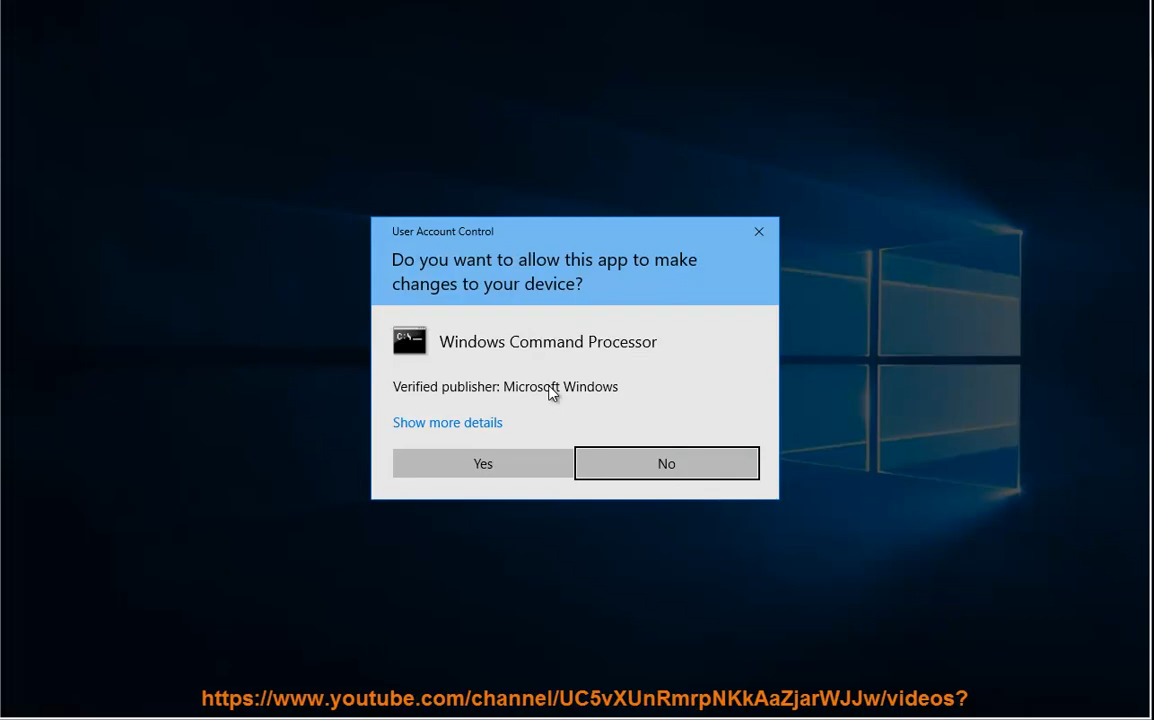 User Account Control
Do you want to allow this app to make
changes to your device?
C:\_
Windows Command Processor
Verified publisher: Microsoft Windows
Show more details
Yes
No
https://www.youtube.com/channel/UC5vXUnRmrpNKkAaZjarWJJw/videos?